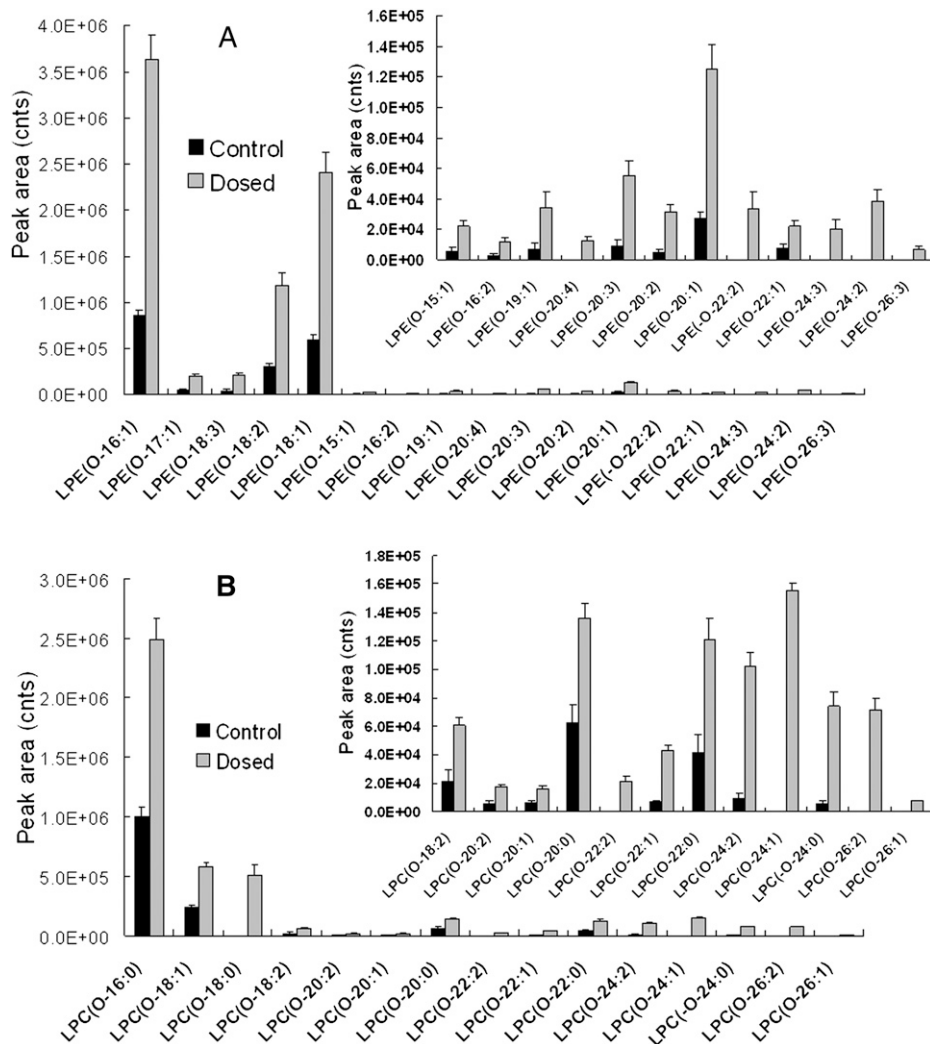 A
Peak area (cnts)
4.0E+06
3.5E+06
3.0E+06
2.5E+06
2.0E+06
1.5E+06
1.0E+06
5.0E+05
0.0E+00
Control
Dosed
LPE(O-16:1)
LPE(O-17:1)
LPE(O-18:3)
LPE(O-18:2)
LPE(O-18:1)
LPE(O-15:1)
LPE(O-16:2)
LPE(O-19:1)
LPE(O-20:4)
LPE(O-20:3)
LPE(O-20:2)
LPE(O-20:1)
LPE(-O-22:2)
LPE(O-22:1)
LPE(O-24:3)
LPE(O-24:2)
LPE(O-26:3)
Peak area (cnts)
1.6E+05
1.4E+05
1.2E+05
1.0E+05
8.0E+04
6.0E+04
4.0E+04
2.0E+04
0.0E+00
LPE(O-15:1)
LPE(O-16:2)
LPE(O-19:1)
LPE(O-20:4)
LPE(O-20:3)
LPE(O-20:2)
LPE(O-20:1)
LPE(-O-22:2)
LPE(O-22:1)
LPE(O-24:3)
LPE(O-24:2)
LPE(O-26:3)
B
Peak area (cnts)
3.0E+06
2.5E+06
2.0E+06
1.5E+06
1.0E+06
5.0E+05
0.0E+00
Control
Dosed
LPC(O-16:0)
LPC(O-18:1)
LPC(O-18:0)
LPC(O-18:2)
LPC(O-20:2)
LPC(O-20:1)
LPC(O-20:0)
LPC(O-22:2)
LPC(O-22:1)
LPC(O-22:0)
LPC(O-24:2)
LPC(O-24:1)
LPC(-O-24:0)
LPC(O-26:2)
LPC(O-26:1)
Peak area (cnts)
1.8E+05
1.6E+05
1.4E+05
1.2E+05
1.0E+05
8.0E+04
6.0E+04
4.0E+04
2.0E+04
0.0E+00
LPC(O-18:2)
LPC(O-20:2)
LPC(O-20:1)
LPC(O-20:0)
LPC(O-22:2)
LPC(O-22:1)
LPC(O-22:0)
LPC(O-24:2)
LPC(O-24:1)
LPC(-O-24:0)
LPC(O-26:2)
LPC(O-26:1)